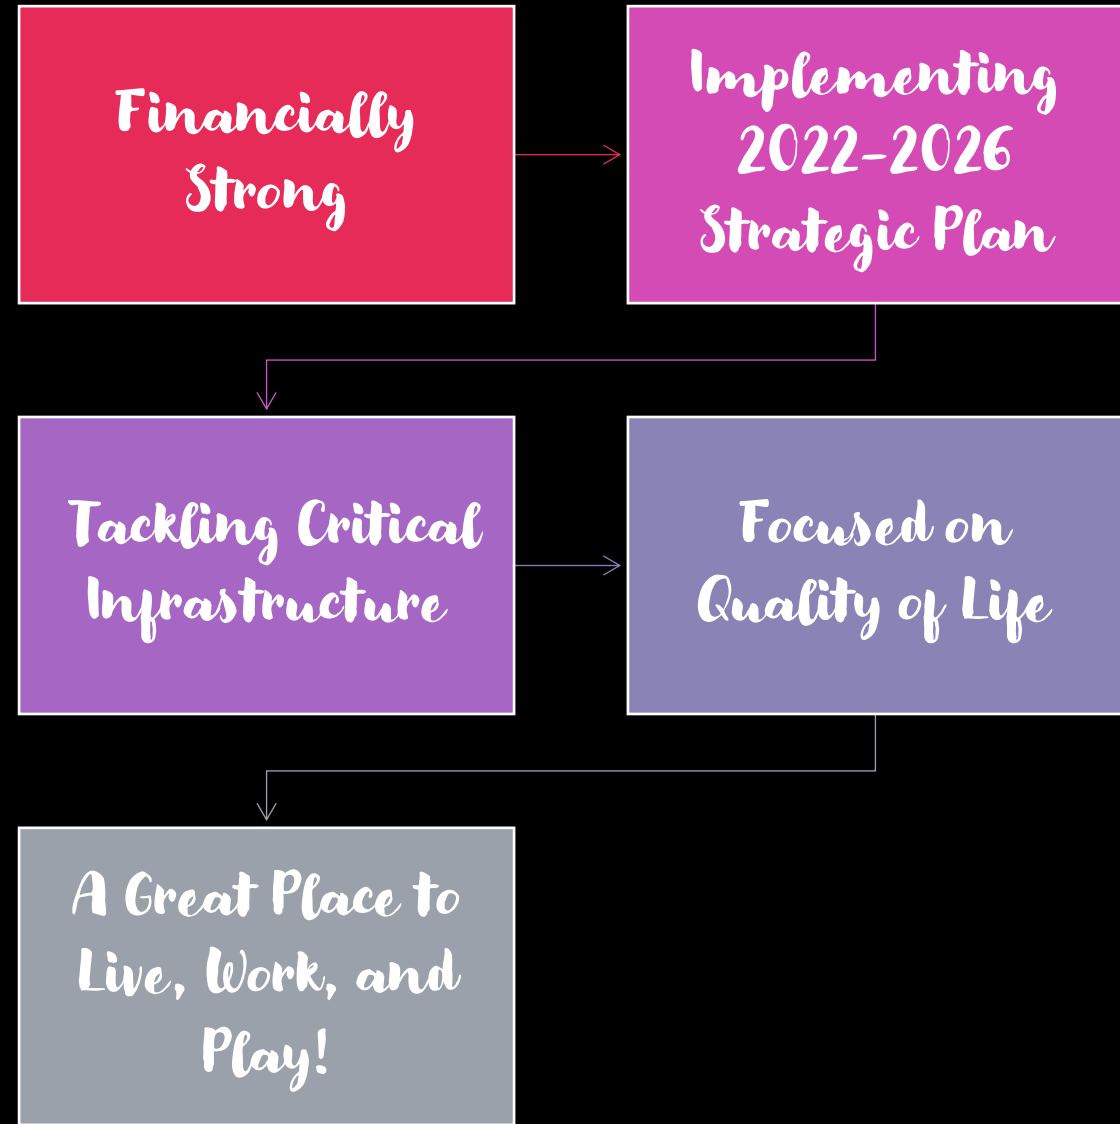 Financially
Strong
Implementing
2022-2026
Strategic Plan
Tackling Critical
Infrastructure
Focused on
Quality of Life
A Great Place to
Live, Work, and
Play!